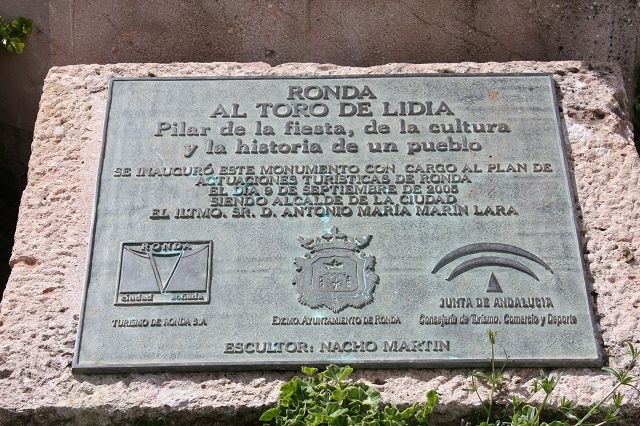 RONDA
AL TORO DE LIDIA
Pilar de la fiesta, de la cultura
y la historia de un pueblo
SE INAUGURÓ ESTE MONUMENTO CON CARGO AL PLAN DE
ACTUACIONES TURISTICAS DE RONDA
EL DIA 6 DE SEPTIEMBRE DE 2005
SIENDO ALCALDE DE LA CIUDAD
EL ILTMO. SR. D. ANTONIO MARÍA MARÍN LARA
RONDA
ciudad soñada
TURISMO DE RONDA S.A
EXCMO. AYUNTAMIENTO DE RONDA
JUNTA DE ANDALUCIA
Consejería de Turismo, Comercio y Deporte
ESCULTOR: NACHO MARTIN